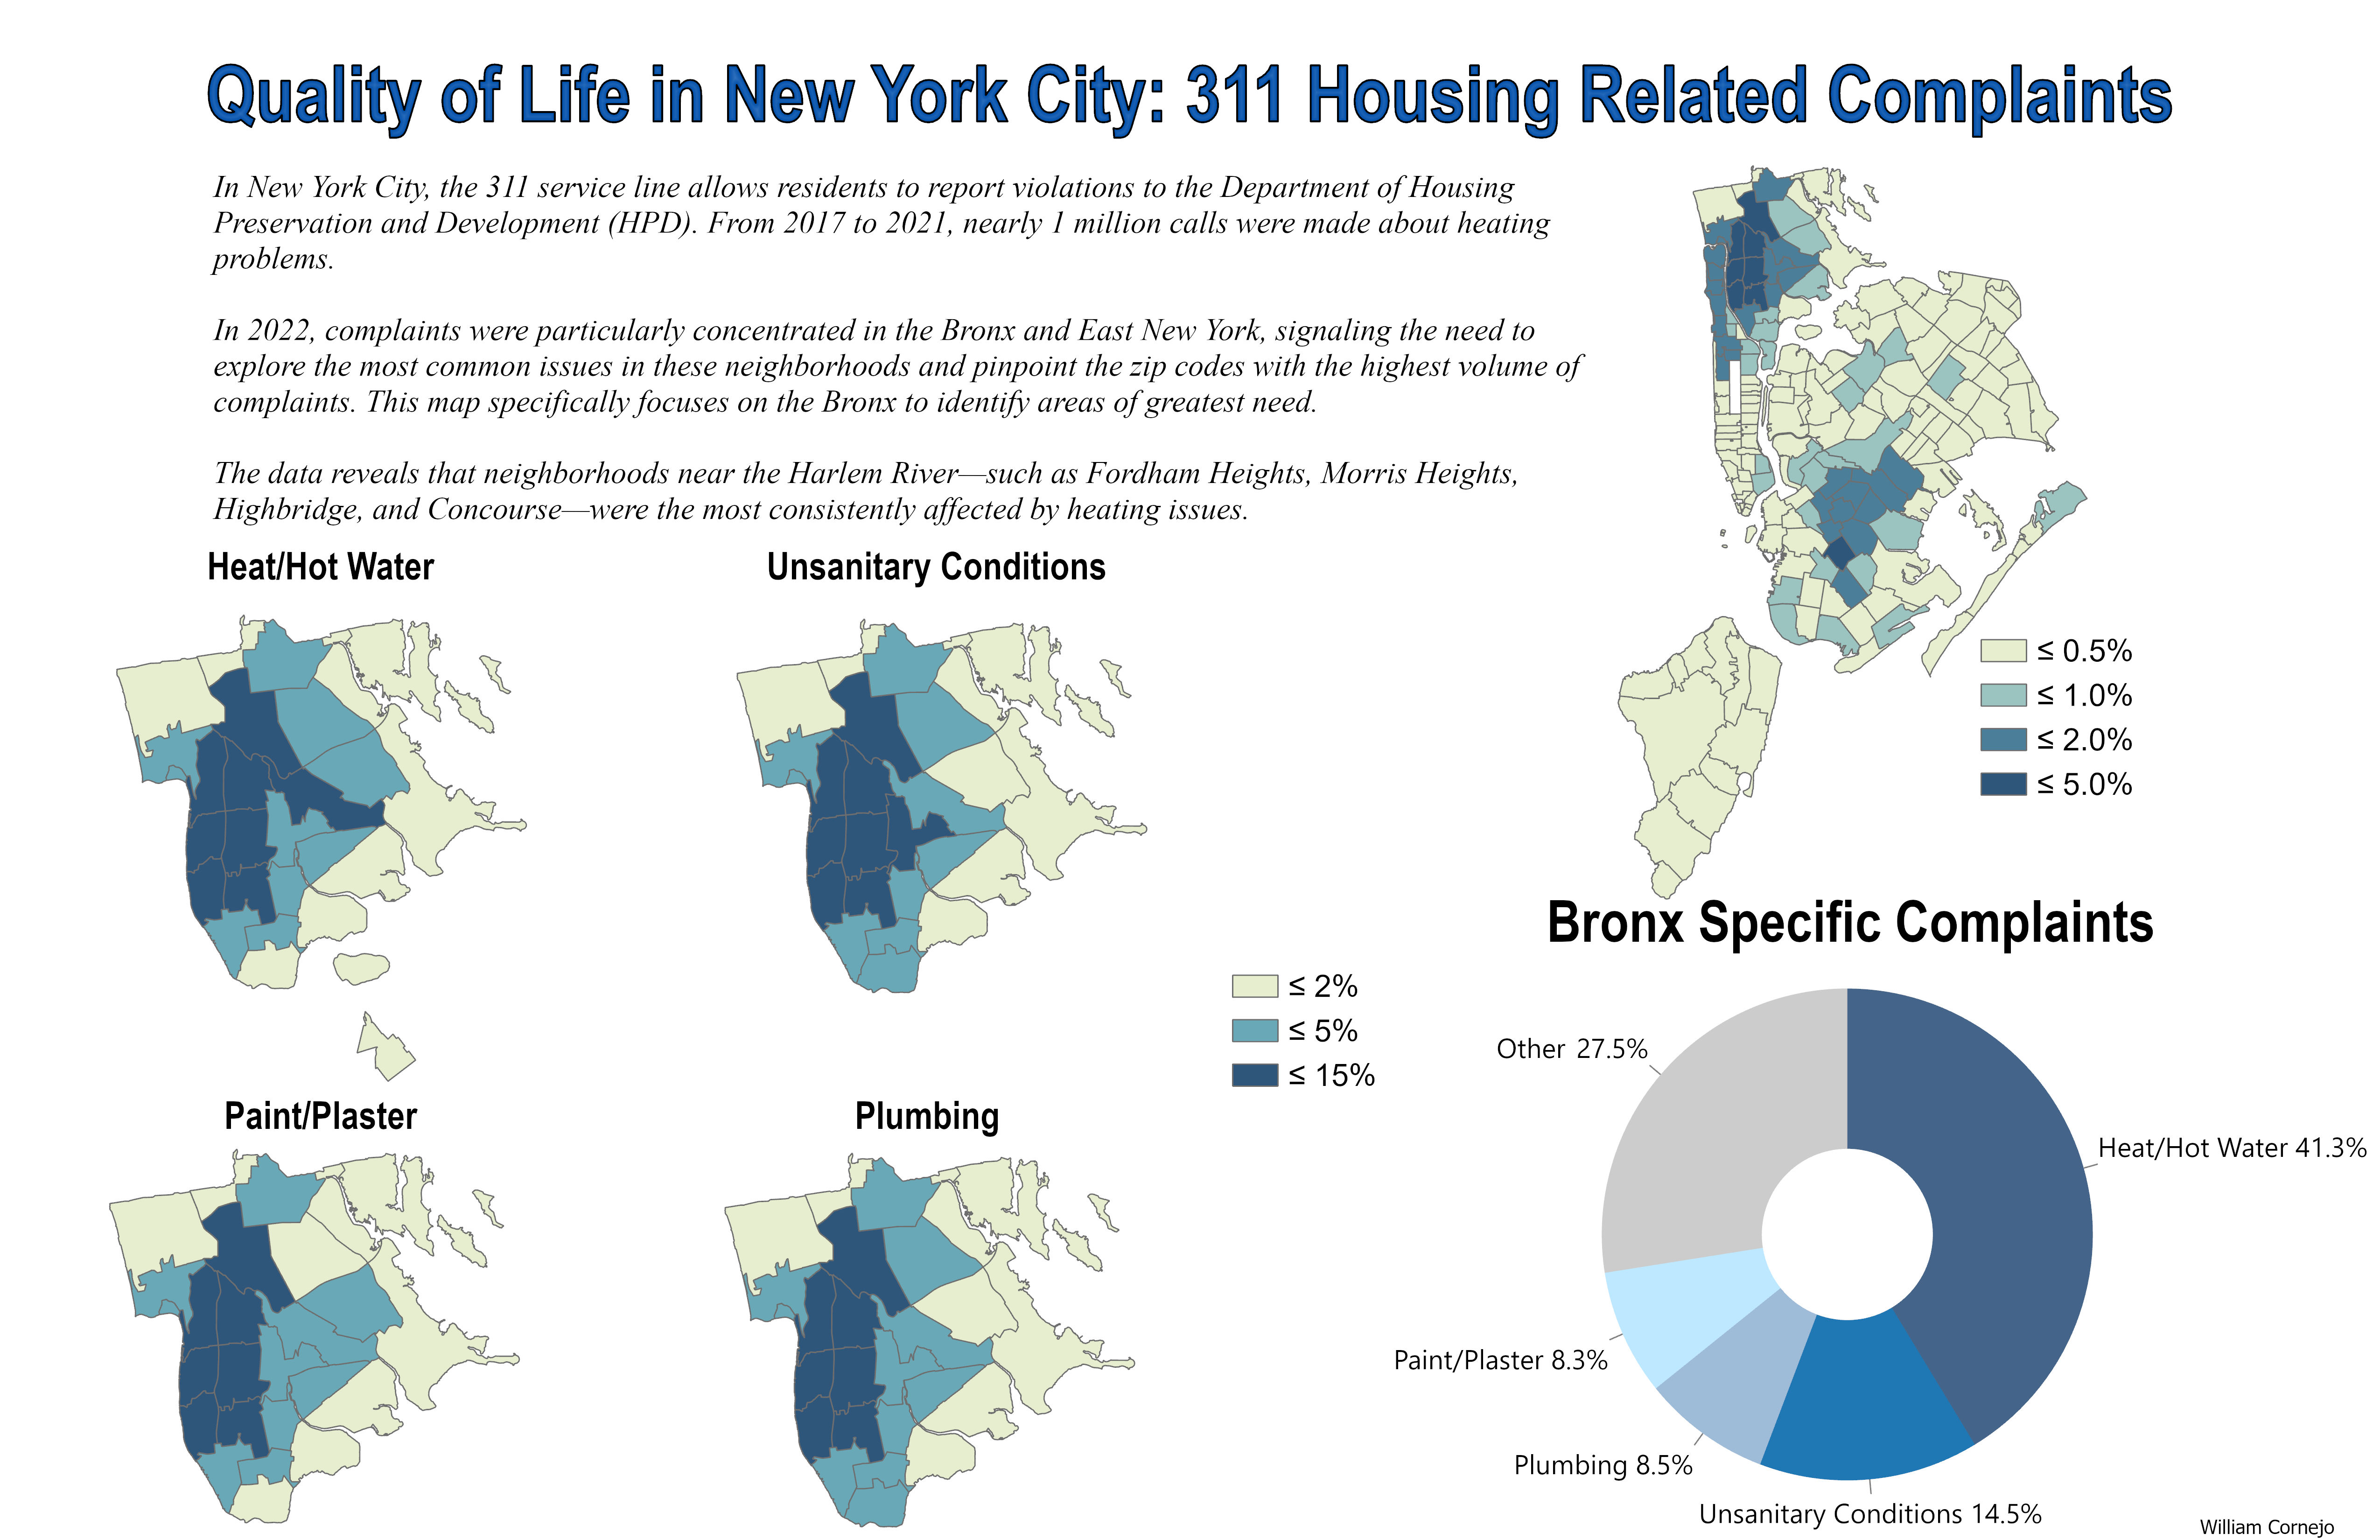 Quality of Life in New York City: 311 Housing Related Complaints
In New York City, the 311 service line allows residents to report violations to the Department of Housing
Preservation and Development (HPD). From 2017 to 2021, nearly 1 million calls were made about heating
problems.
In 2022, complaints were particularly concentrated in the Bronx and East New York, signaling the need to
explore the most common issues in these neighborhoods and pinpoint the zip codes with the highest volume of
complaints. This map specifically focuses on the Bronx to identify areas of greatest need.
The data reveals that neighborhoods near the Harlem River—such as Fordham Heights, Morris Heights,
Highbridge, and Concourse—were the most consistently affected by heating issues.
Heat/Hot Water
Unsanitary Conditions
≤ 0.5%
≤ 1.0%
≤ 2.0%
≤ 5.0%
≤ 2%
≤ 5%
≤ 15%
Paint/Plaster
Plumbing
Bronx Specific Complaints
Other 27.5%
Heat/Hot Water 41.3%
Paint/Plaster 8.3%
Plumbing 8.5%
Unsanitary Conditions 14.5%
William Cornejo